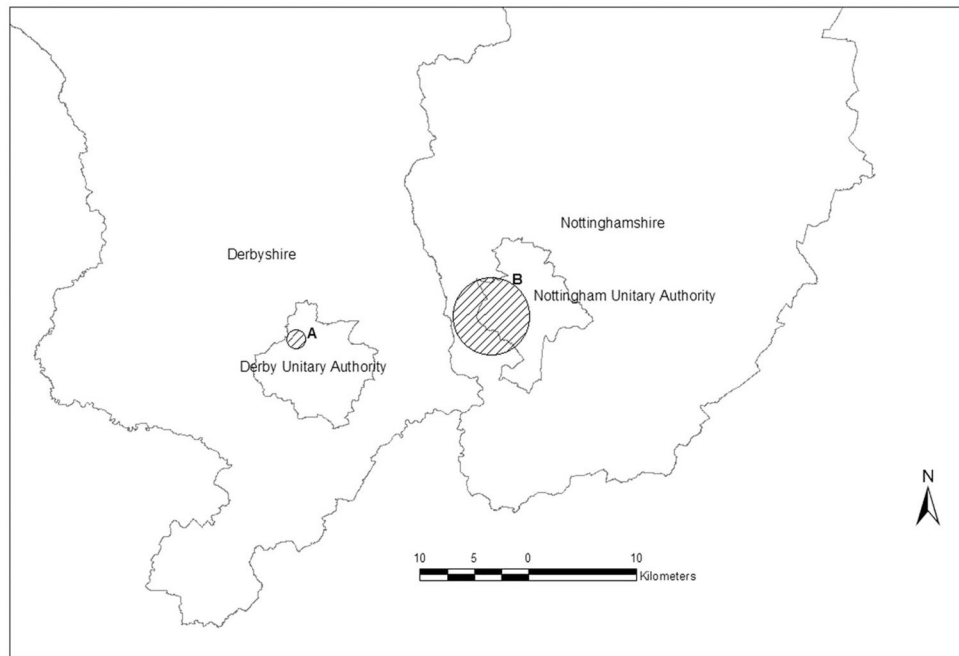 Nottinghamshire
Derbyshire
B
Nottingham Unitary Authority
A
Derby Unitary Authority
N
10 5 0 10
Kilometers